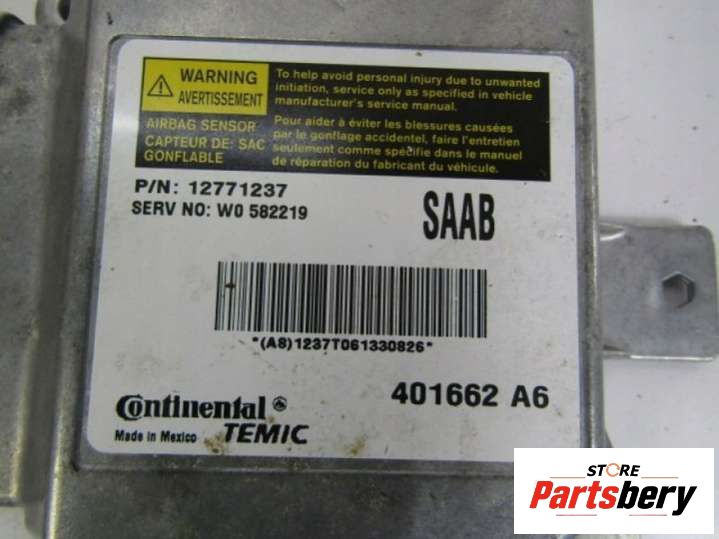 WARNING
AVERTISSEMENT
To help avoid personal injury due to unwanted
initiation, service only as specified in vehicle
manufacturer's service manual.
AIRBAG SENSOR
CAPTEUR DE: SAC
GONFLABLE
Pour aider à éviter les blessures causées
par le gonflage accidentel, faire l'entretien
seulement comme spécifie dans le manuel
de réparation du fabricant du véhicule.
P/N: 12771237
SERV NO: W0 582219
SAAB
*(A8)1237T061330826*
Continental
TEMIC
Made in Mexico
401662 A6
STORE
Partsbery